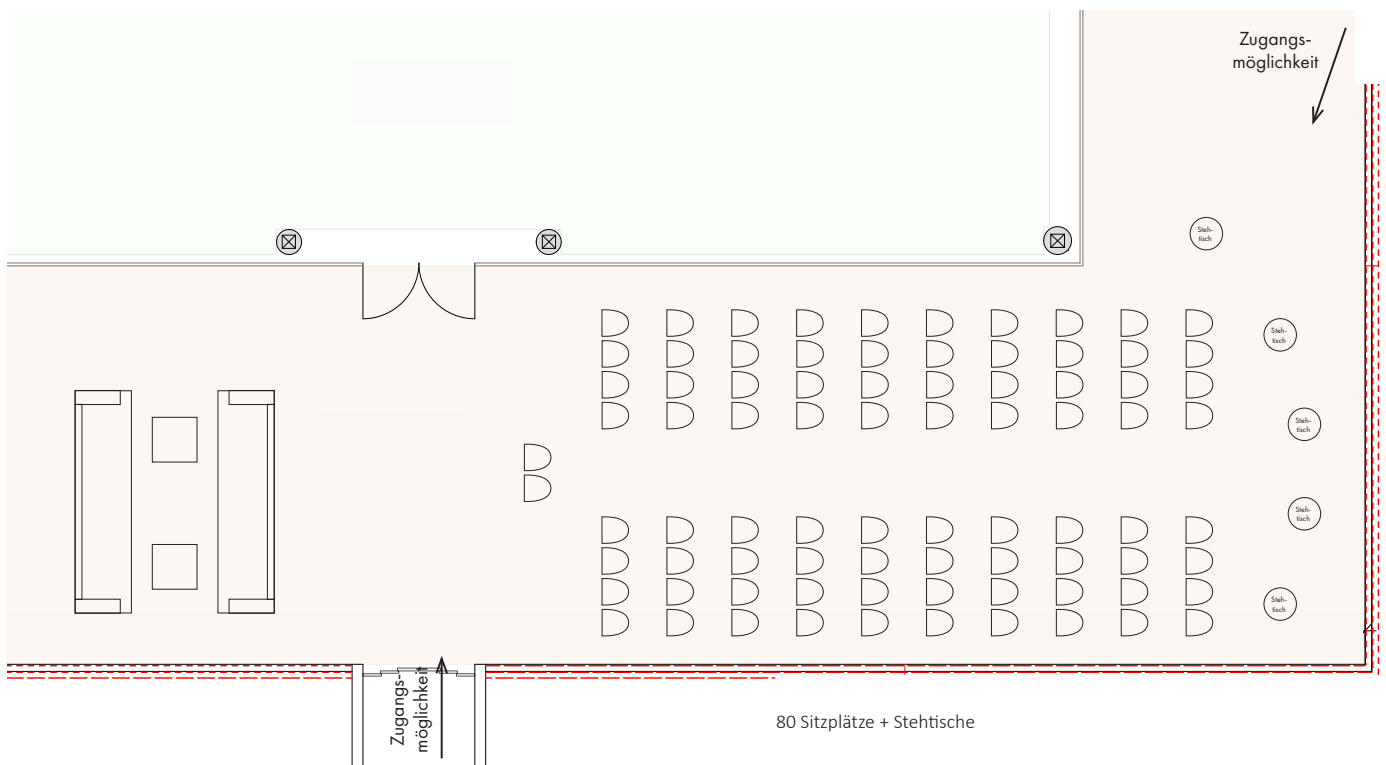 Zugangs-
möglichkeit
Steh-
tisch
Steh-
tisch
Steh-
tisch
Steh-
tisch
Steh-
tisch
Zugangs-
möglichkeit
80 Sitzplätze + Stehtische